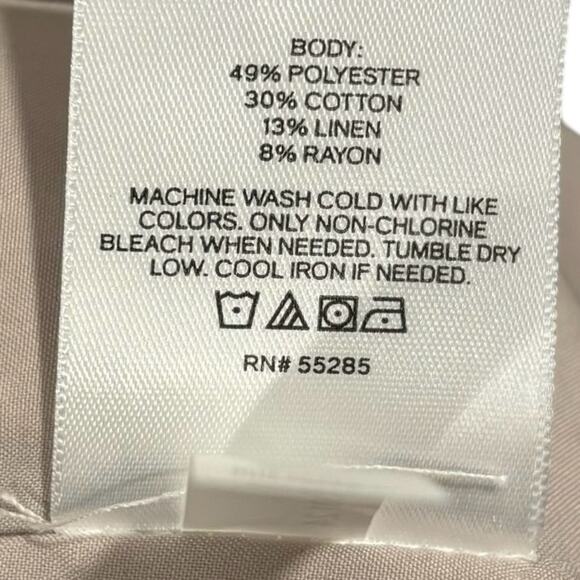 BODY:
49% POLYESTER
30% COTTON
13% LINEN
8% RAYON
MACHINE WASH COLD WITH LIKE
COLORS. ONLY NON-CHLORINE
BLEACH WHEN NEEDED. TUMBLE DRY
LOW. COOL IRON IF NEEDED.
RN# 55285